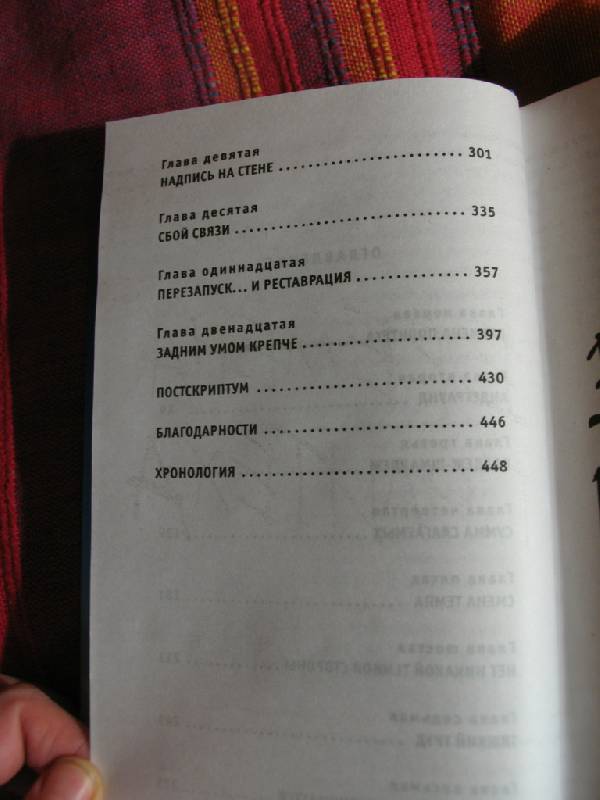 Глава девятая
НАДПИСЬ НА СТЕНЕ ........................ 301
Глава десятая
СБОЙ СВЯЗИ ............................. 335
Глава одиннадцатая
ПЕРЕЗАПУСК... И РЕСТАВРАЦИЯ ............. 357
Глава двенадцатая
ЗАДНИМ УМОМ КРЕПЧЕ ..................... 397
ПОСТСКРИПТУМ ........................... 430
БЛАГОДАРНОСТИ .......................... 446
ХРОНОЛОГИЯ ............................. 448